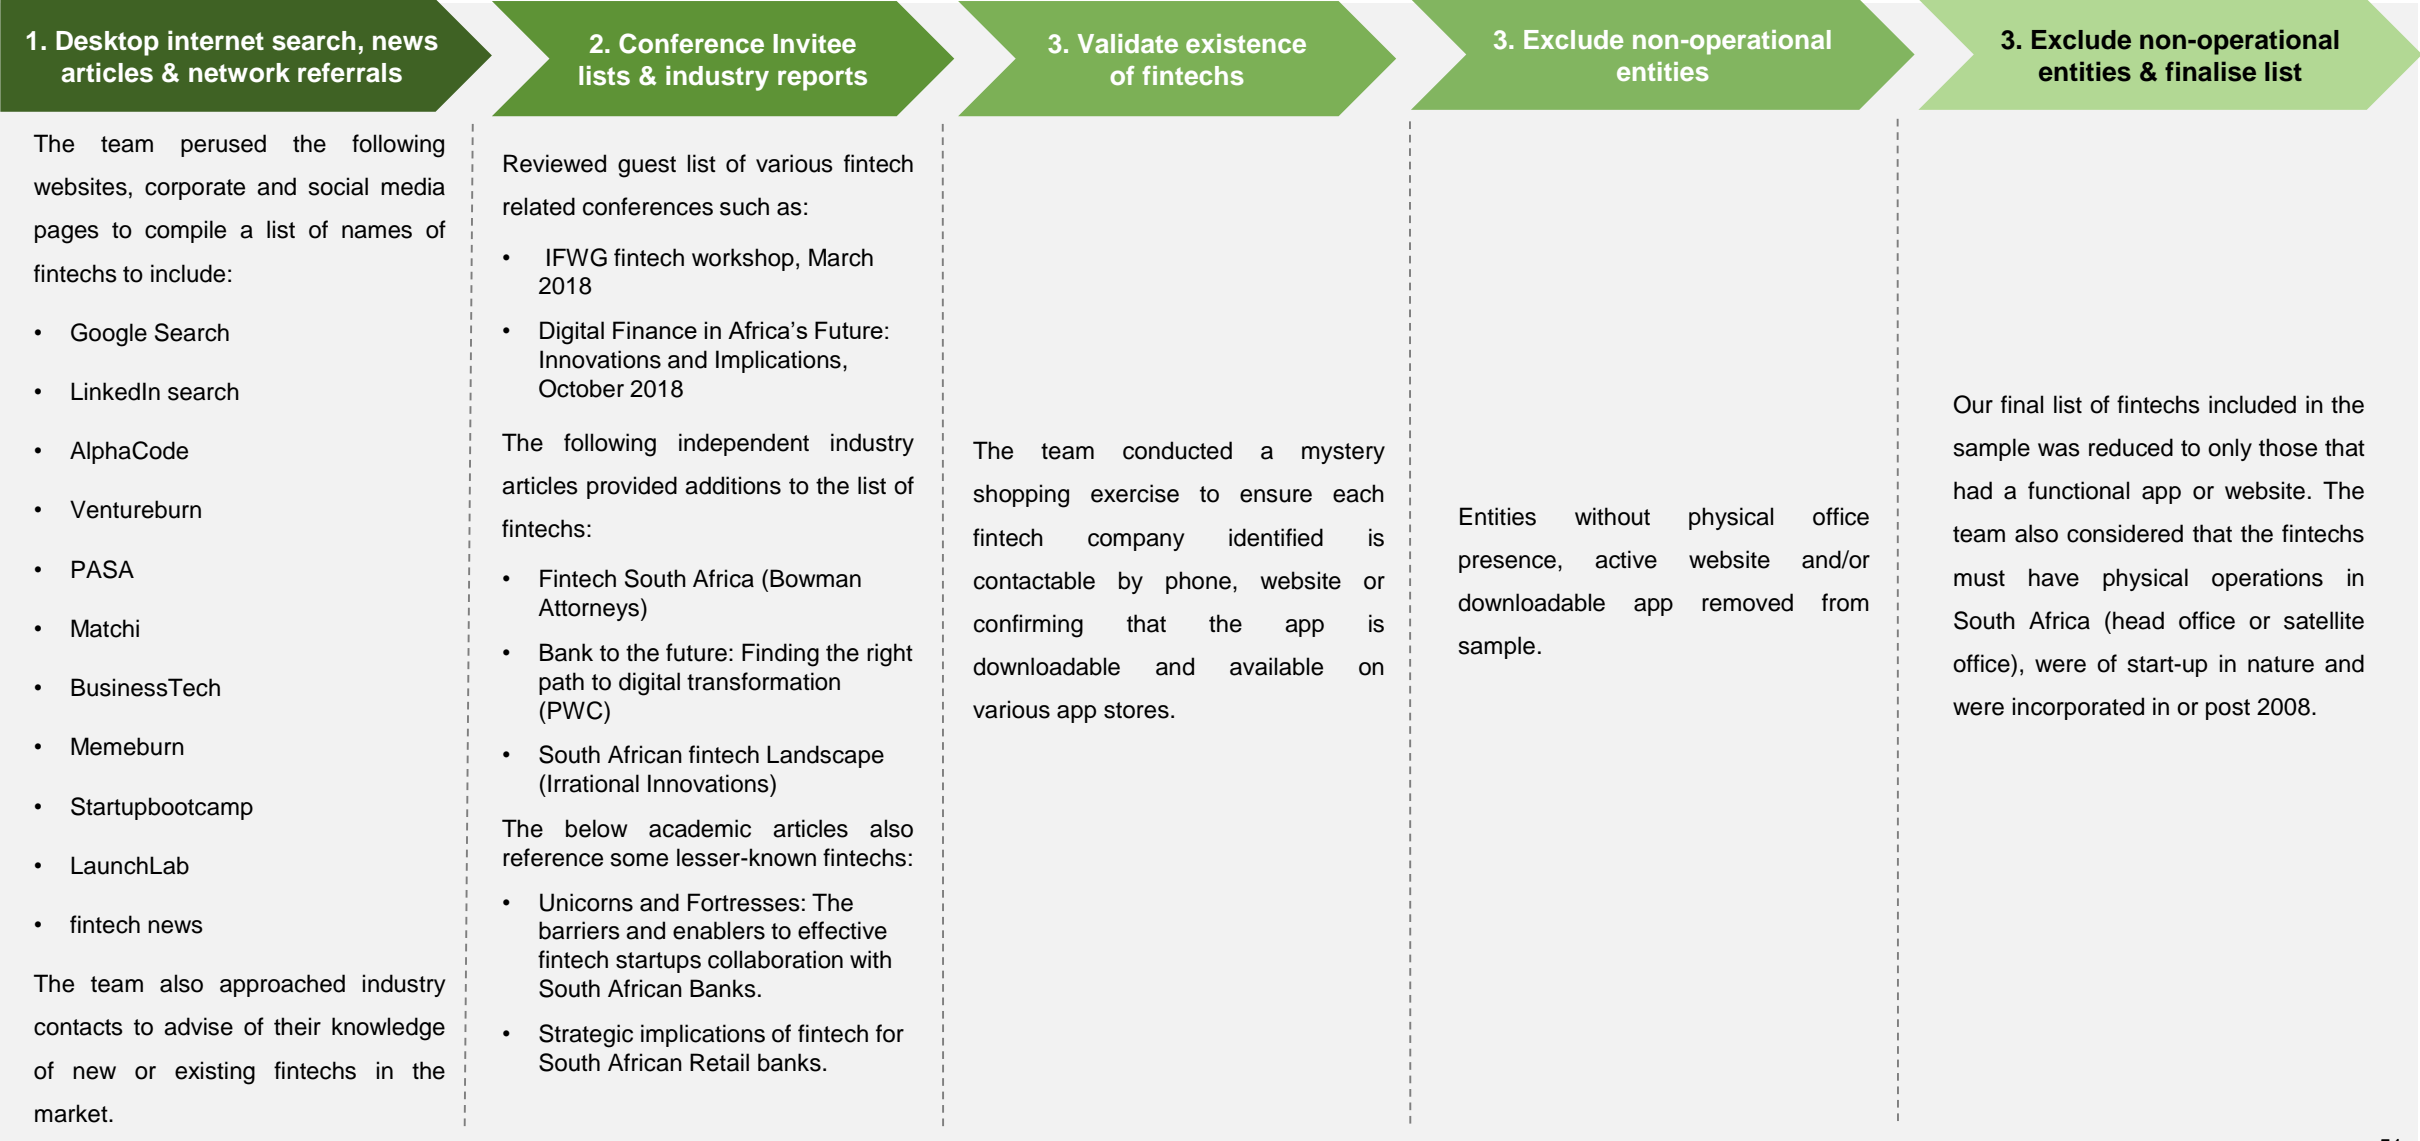 1. Desktop internet search, news
articles & network referrals
The team perused the following
websites, corporate and social media
pages to compile a list of names of
fintechs to include:
• Google Search
• LinkedIn search
• AlphaCode
• Ventureburn
• PASA
• Matchi
• BusinessTech
• Memeburn
• Startupbootcamp
• LaunchLab
• fintech news
The team also approached industry
contacts to advise of their knowledge
of new or existing fintechs in the
market.
2. Conference Invitee
lists & industry reports
Reviewed guest list of various fintech
related conferences such as:
• IFWG fintech workshop, March
2018
• Digital Finance in Africa’s Future:
Innovations and Implications,
October 2018
The following independent industry
articles provided additions to the list of
fintechs:
• Fintech South Africa (Bowman
Attorneys)
• Bank to the future: Finding the right
path to digital transformation
(PWC)
• South African fintech Landscape
(Irrational Innovations)
The below academic articles also
reference some lesser-known fintechs:
• Unicorns and Fortresses: The
barriers and enablers to effective
fintech startups collaboration with
South African Banks.
• Strategic implications of fintech for
South African Retail banks.
3. Validate existence
of fintechs
The team conducted a mystery
shopping exercise to ensure each
fintech company identified is
contactable by phone, website or
confirming that the app is
downloadable and available on
various app stores.
3. Exclude non-operational
entities
Entities without physical office
presence, active website and/or
downloadable app removed from
sample.
3. Exclude non-operational
entities & finalise list
Our final list of fintechs included in the
sample was reduced to only those that
had a functional app or website. The
team also considered that the fintechs
must have physical operations in
South Africa (head office or satellite
office), were of start-up in nature and
were incorporated in or post 2008.